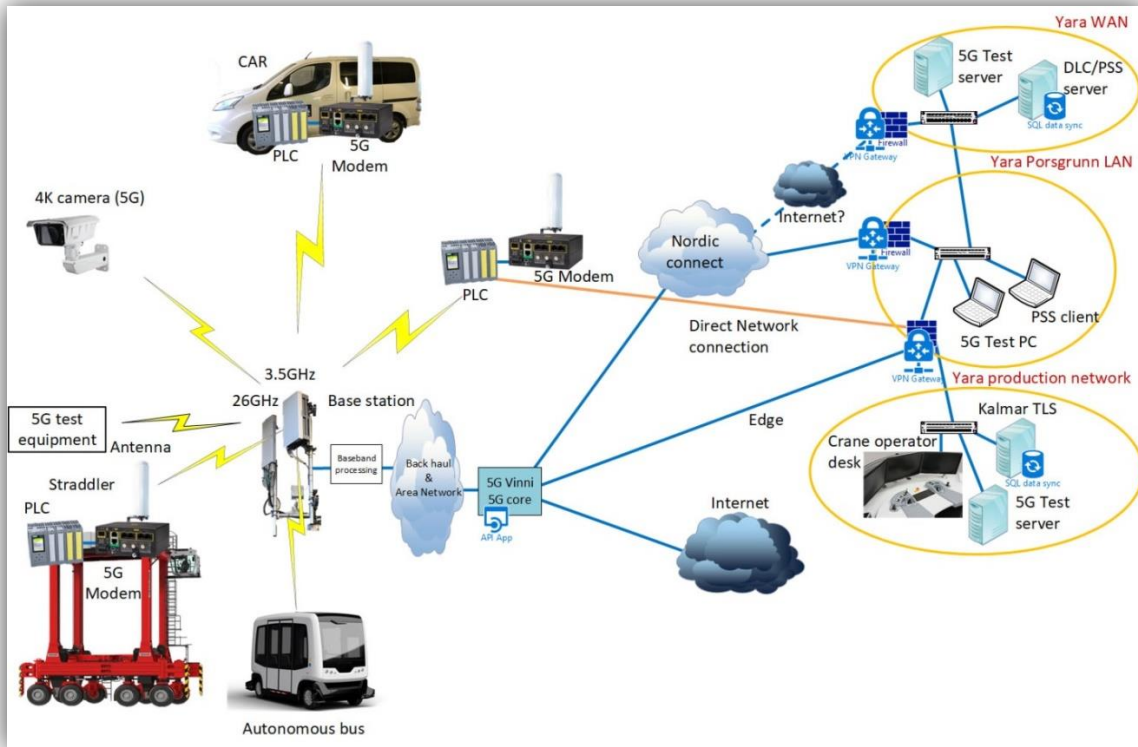 Yara WAN
CAR
5G Test
server
DLC/PSS
server
SQL data sync
PLC
5G
Modem
Firewall
VPN Gateway
Yara Porsgrunn LAN
4K camera (5G)
Internet?
Nordic
connect
Firewall
VPN Gateway
5G Modem
PLC
PSS client
5G Test PC
Direct Network
connection
VPN Gateway
3.5GHz
26GHz
Base station
Yara production network
5G test
equipment
Antenna
Baseband
processing
Back haul
&
Area Network
5G Vinni
5G core
API App
Edge
Kalmar TLS
Crane operator
desk
SQL data sync
5G Test
server
Straddler
PLC
5G
Modem
Internet
Autonomous bus